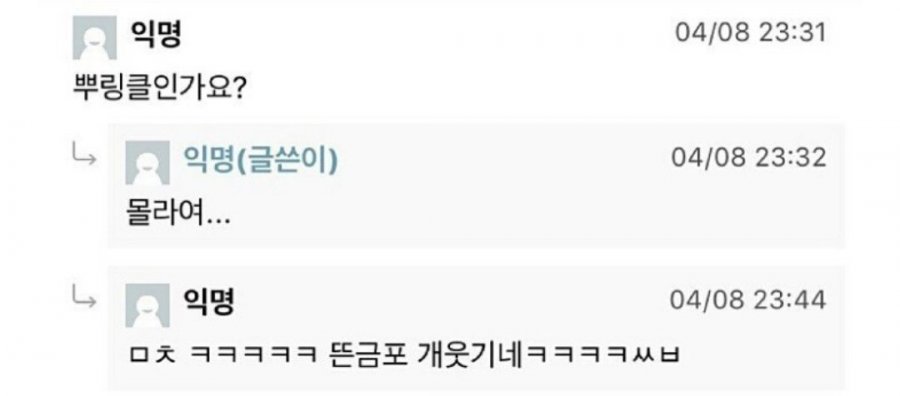 익명 04/08 23:31
뿌링클인가요?
익명(글쓴이) 04/08 23:32
몰라여...
익명 04/08 23:44
ㅁㅊ ㅋㅋㅋㅋㅋ 뜬금포 개웃기네ㅋㅋㅋㅋㅆㅂ